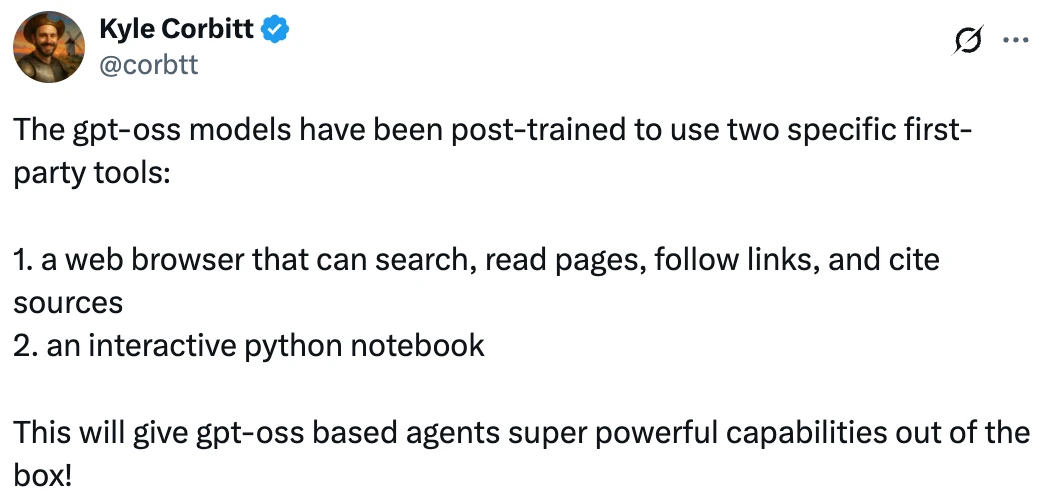 Kyle Corbitt
@corbtt
The gpt-oss models have been post-trained to use two specific first-
party tools:
1. a web browser that can search, read pages, follow links, and cite
sources
2. an interactive python notebook
This will give gpt-oss based agents super powerful capabilities out of the
box!